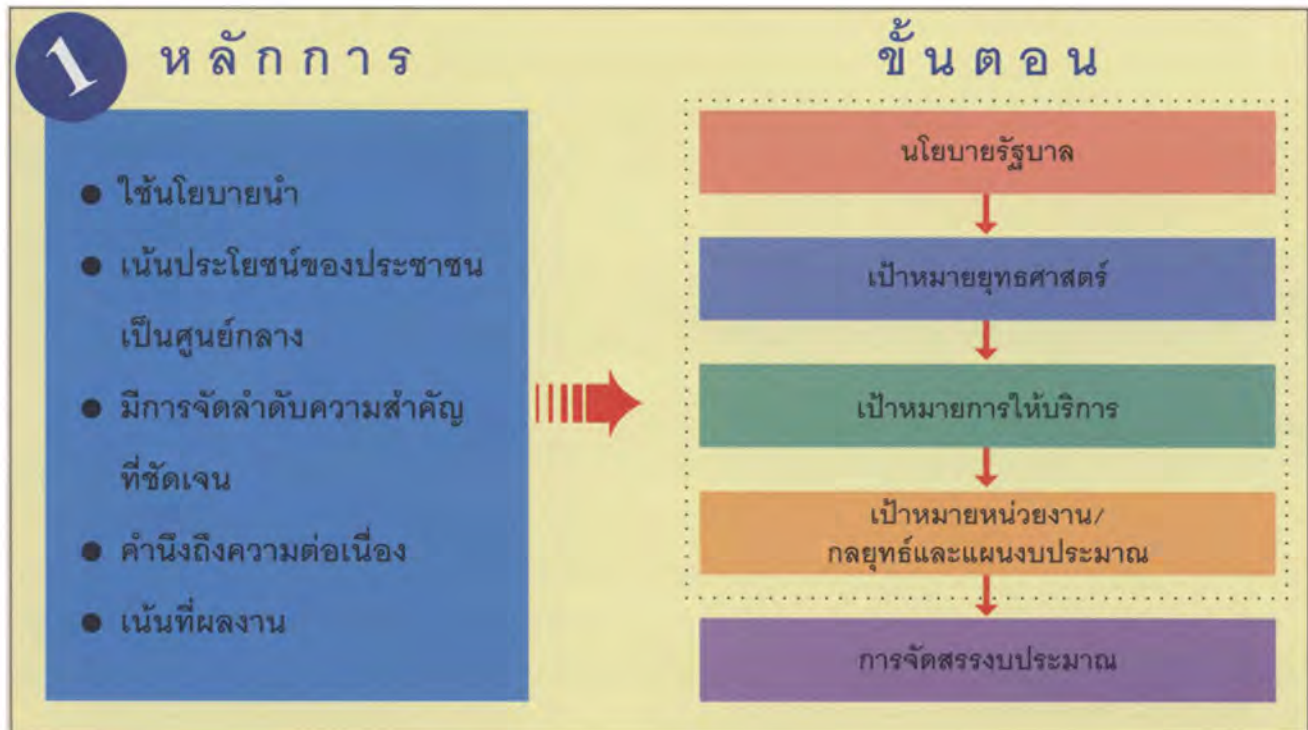 1
หลักการ
● ใช้นโยบายนำ
● เน้นประโยชน์ของประชาชน
เป็นศูนย์กลาง
● มีการจัดลำดับความสำคัญ
ที่ชัดเจน
● คำนึงถึงความต่อเนื่อง
● เน้นที่ผลงาน
ขั้นตอน
นโยบายรัฐบาล
เป้าหมายยุทธศาสตร์
เป้าหมายการให้บริการ
เป้าหมายหน่วยงาน/
กลยุทธ์และแผนงบประมาณ
การจัดสรรงบประมาณ